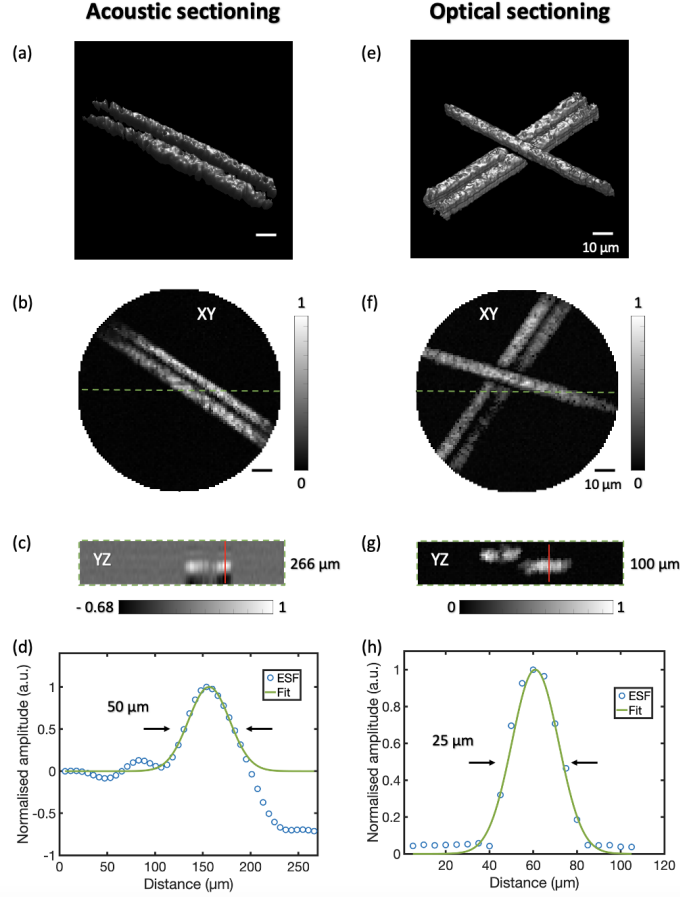 Acoustic sectioning
Optical sectioning
(a)
(e)
10 µm
(b)
XY
1
0
(f)
XY
1
0
10 µm
(c)
YZ
266 µm
- 0.68
1
(g)
YZ
100 µm
0
1
(d)
Normalised amplitude (a.u.)
1
0.5
0
-0.5
-1
50 µm
ESF
Fit
0
50
100
150
200
250
Distance (µm)
(h)
Normalised amplitude (a.u.)
1
0.8
0.6
0.4
0.2
0
25 µm
ESF
Fit
20
40
60
80
100
120
Distance (µm)